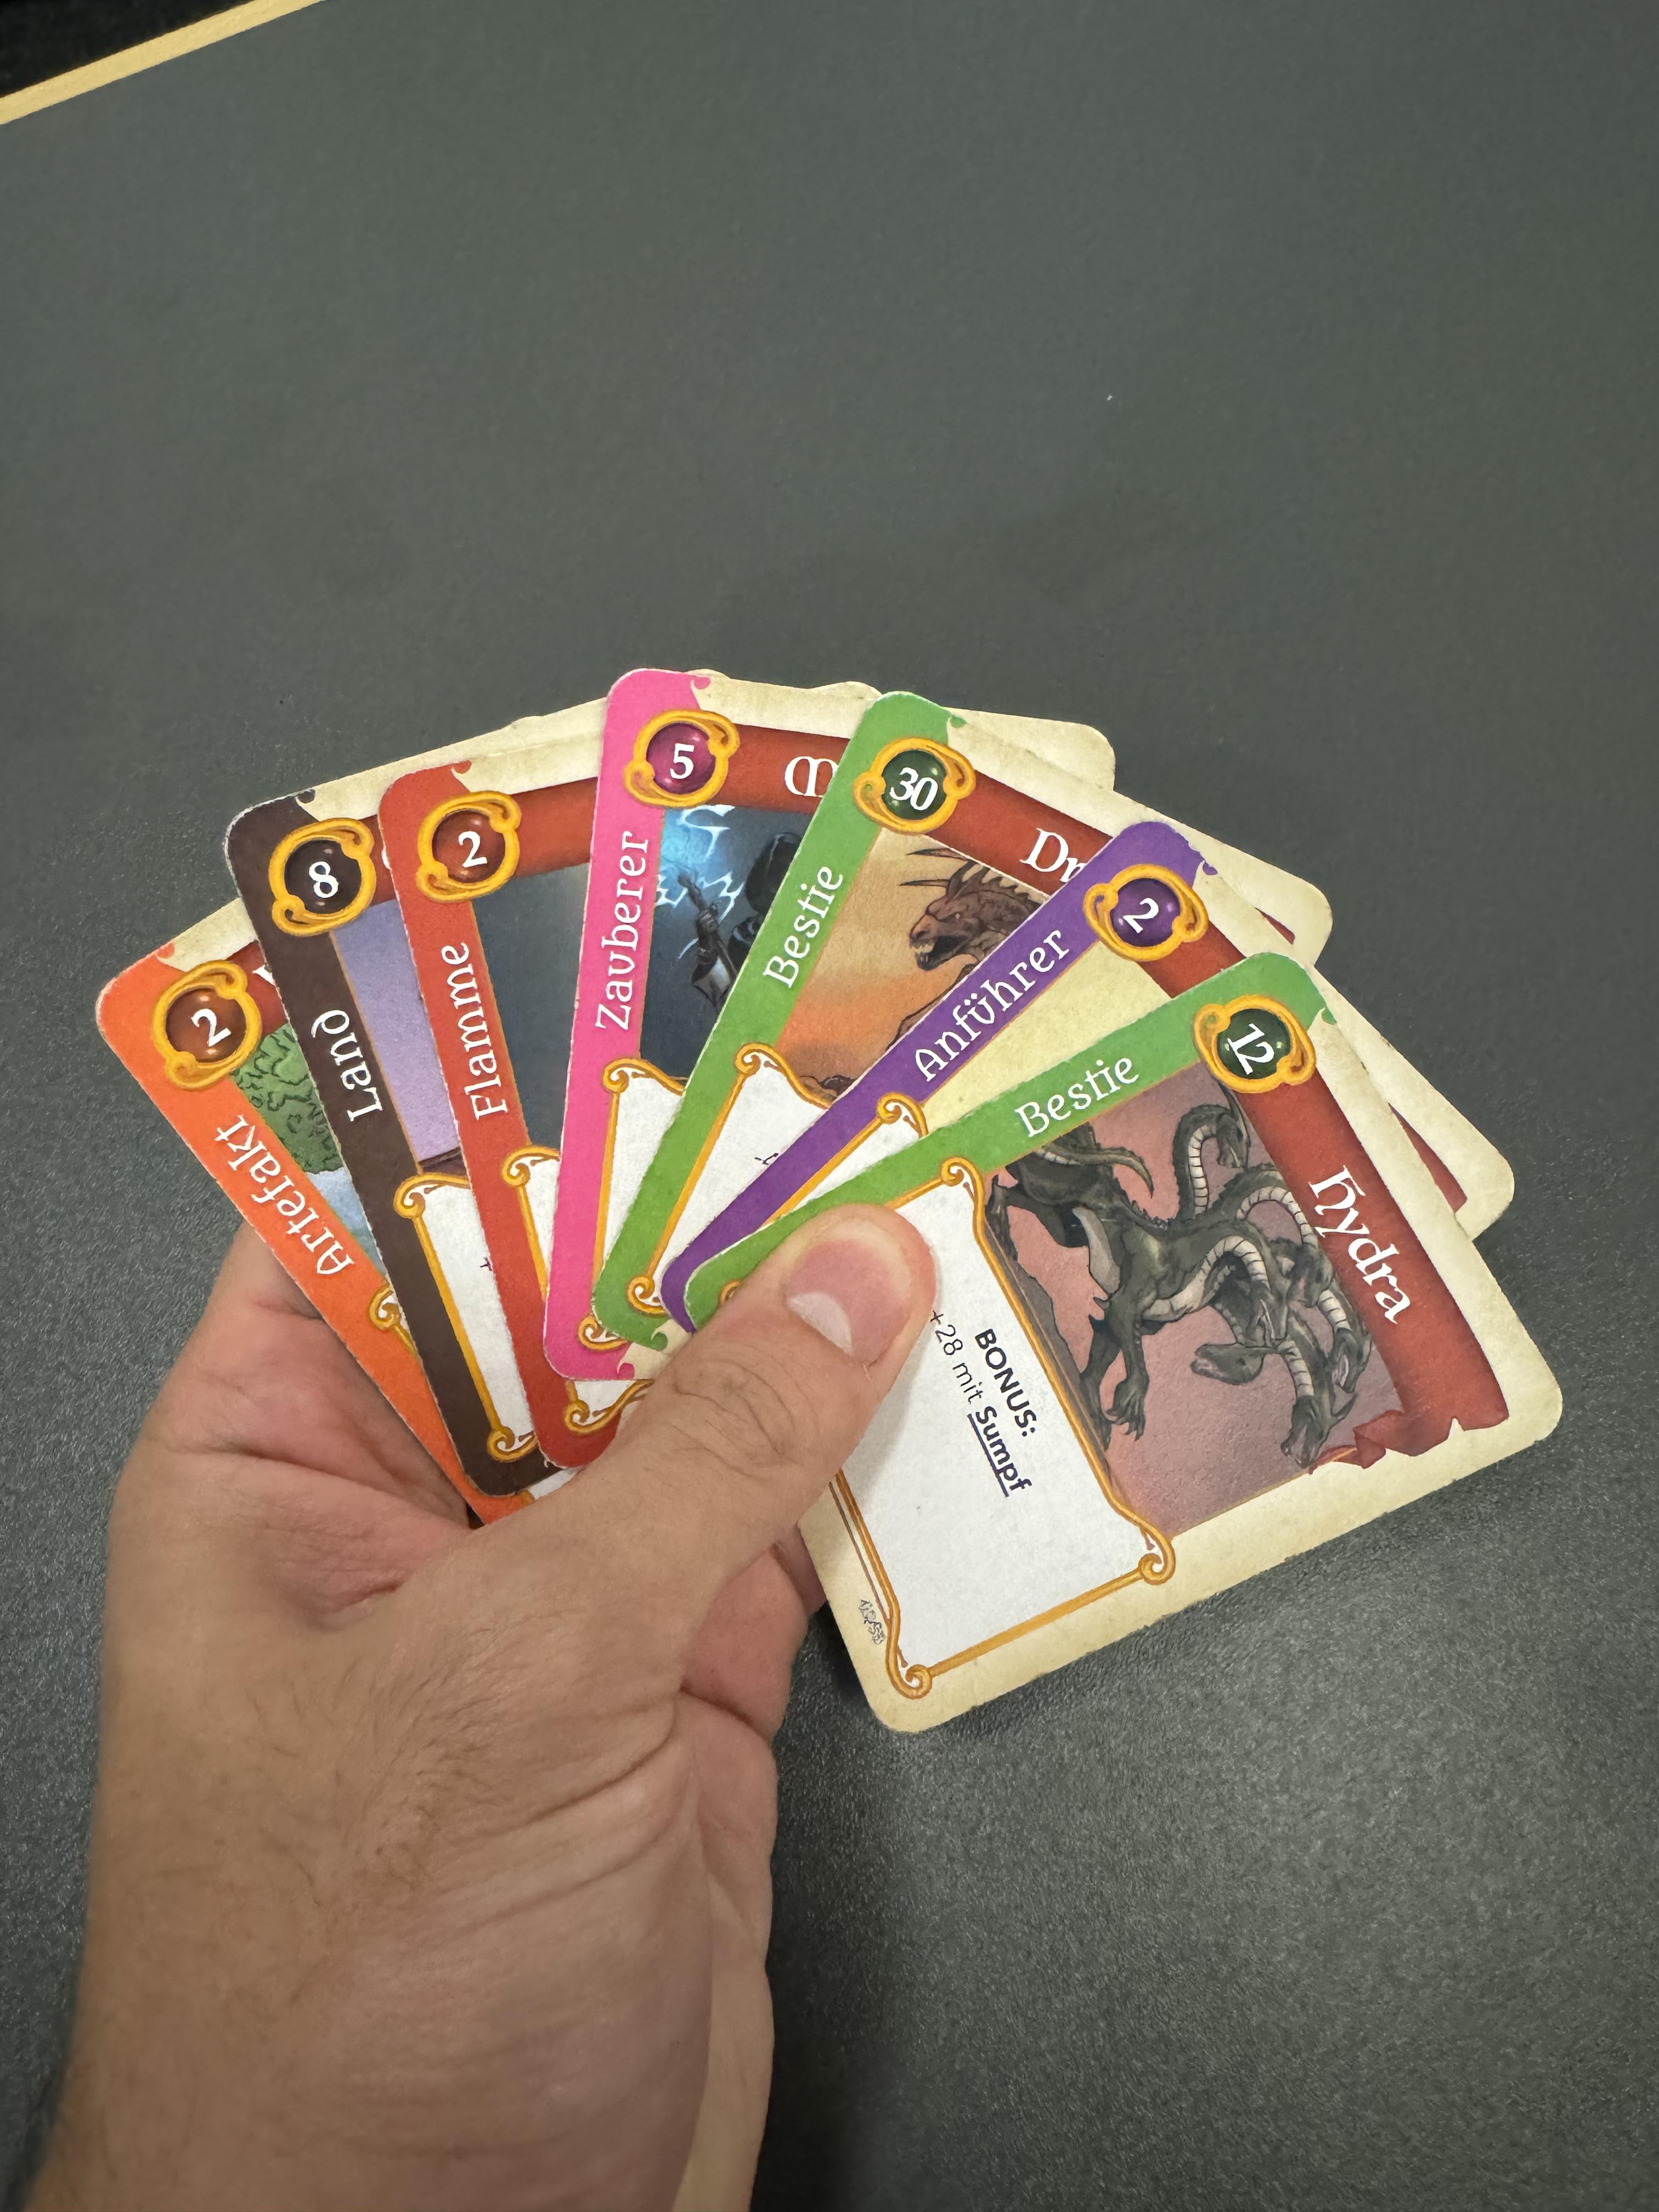 2
Artefakt
8
Land
2
Flamme
5
Zauberer
30
Bestie
2
Anführer
12
Bestie
Hydra
BONUS:
+28 mit Sumpf